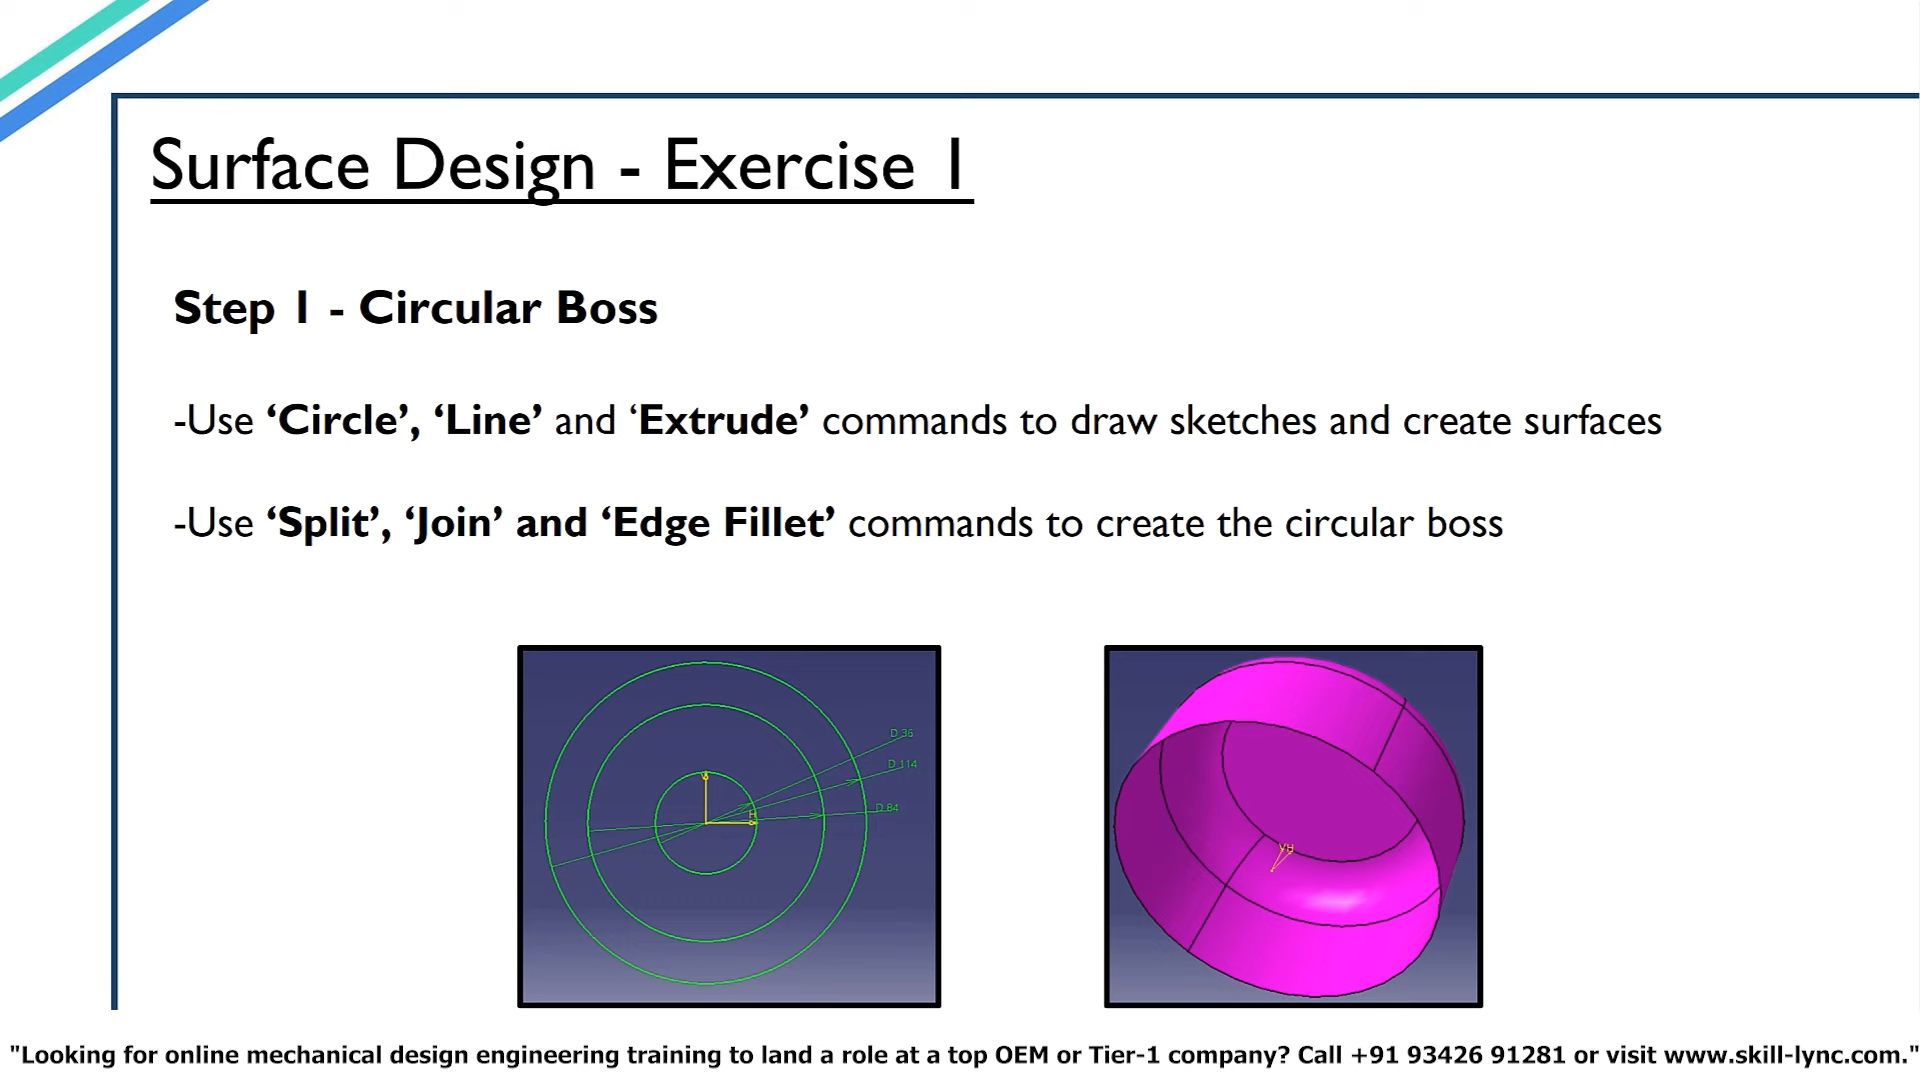 Surface Design - Exercise 1
Step 1 - Circular Boss
-Use ‘Circle’, ‘Line’ and ‘Extrude’ commands to draw sketches and create surfaces
-Use ‘Split’, ‘Join’ and ‘Edge Fillet’ commands to create the circular boss
D 36
D 114
D 84
H
VH
"Looking for online mechanical design engineering training to land a role at a top OEM or Tier-1 company? Call +91 93426 91281 or visit www.skill-lync.com."